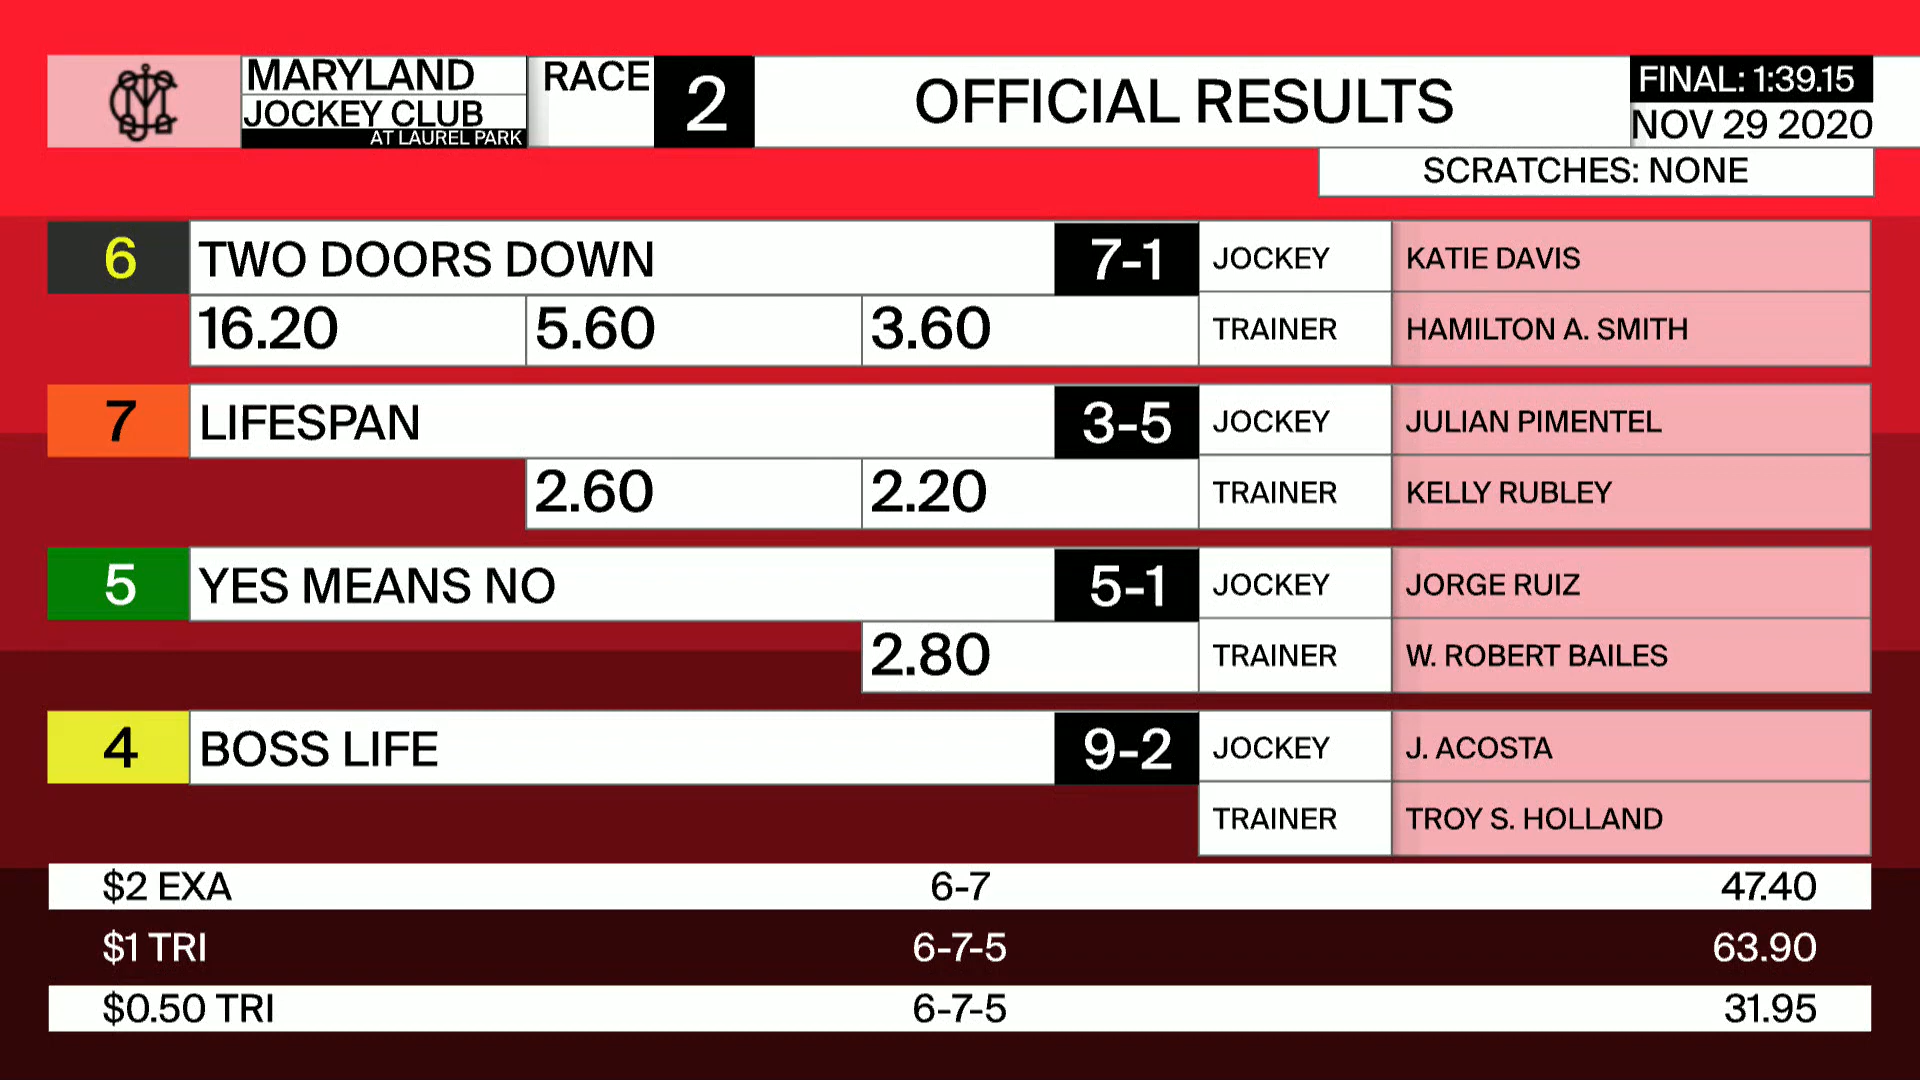 MARYLAND
JOCKEY CLUB
AT LAUREL PARK
RACE 2
OFFICIAL RESULTS
FINAL: 1:39.15
NOV 29 2020
SCRATCHES: NONE
6 TWO DOORS DOWN 7-1 JOCKEY KATIE DAVIS
16.20 5.60 3.60 TRAINER HAMILTON A. SMITH
7 LIFESPAN 3-5 JOCKEY JULIAN PIMENTEL
2.60 2.20 TRAINER KELLY RUBLEY
5 YES MEANS NO 5-1 JOCKEY JORGE RUIZ
2.80 TRAINER W. ROBERT BAILES
4 BOSS LIFE 9-2 JOCKEY J. ACOSTA
TRAINER TROY S. HOLLAND
$2 EXA 6-7 47.40
$1 TRI 6-7-5 63.90
$0.50 TRI 6-7-5 31.95